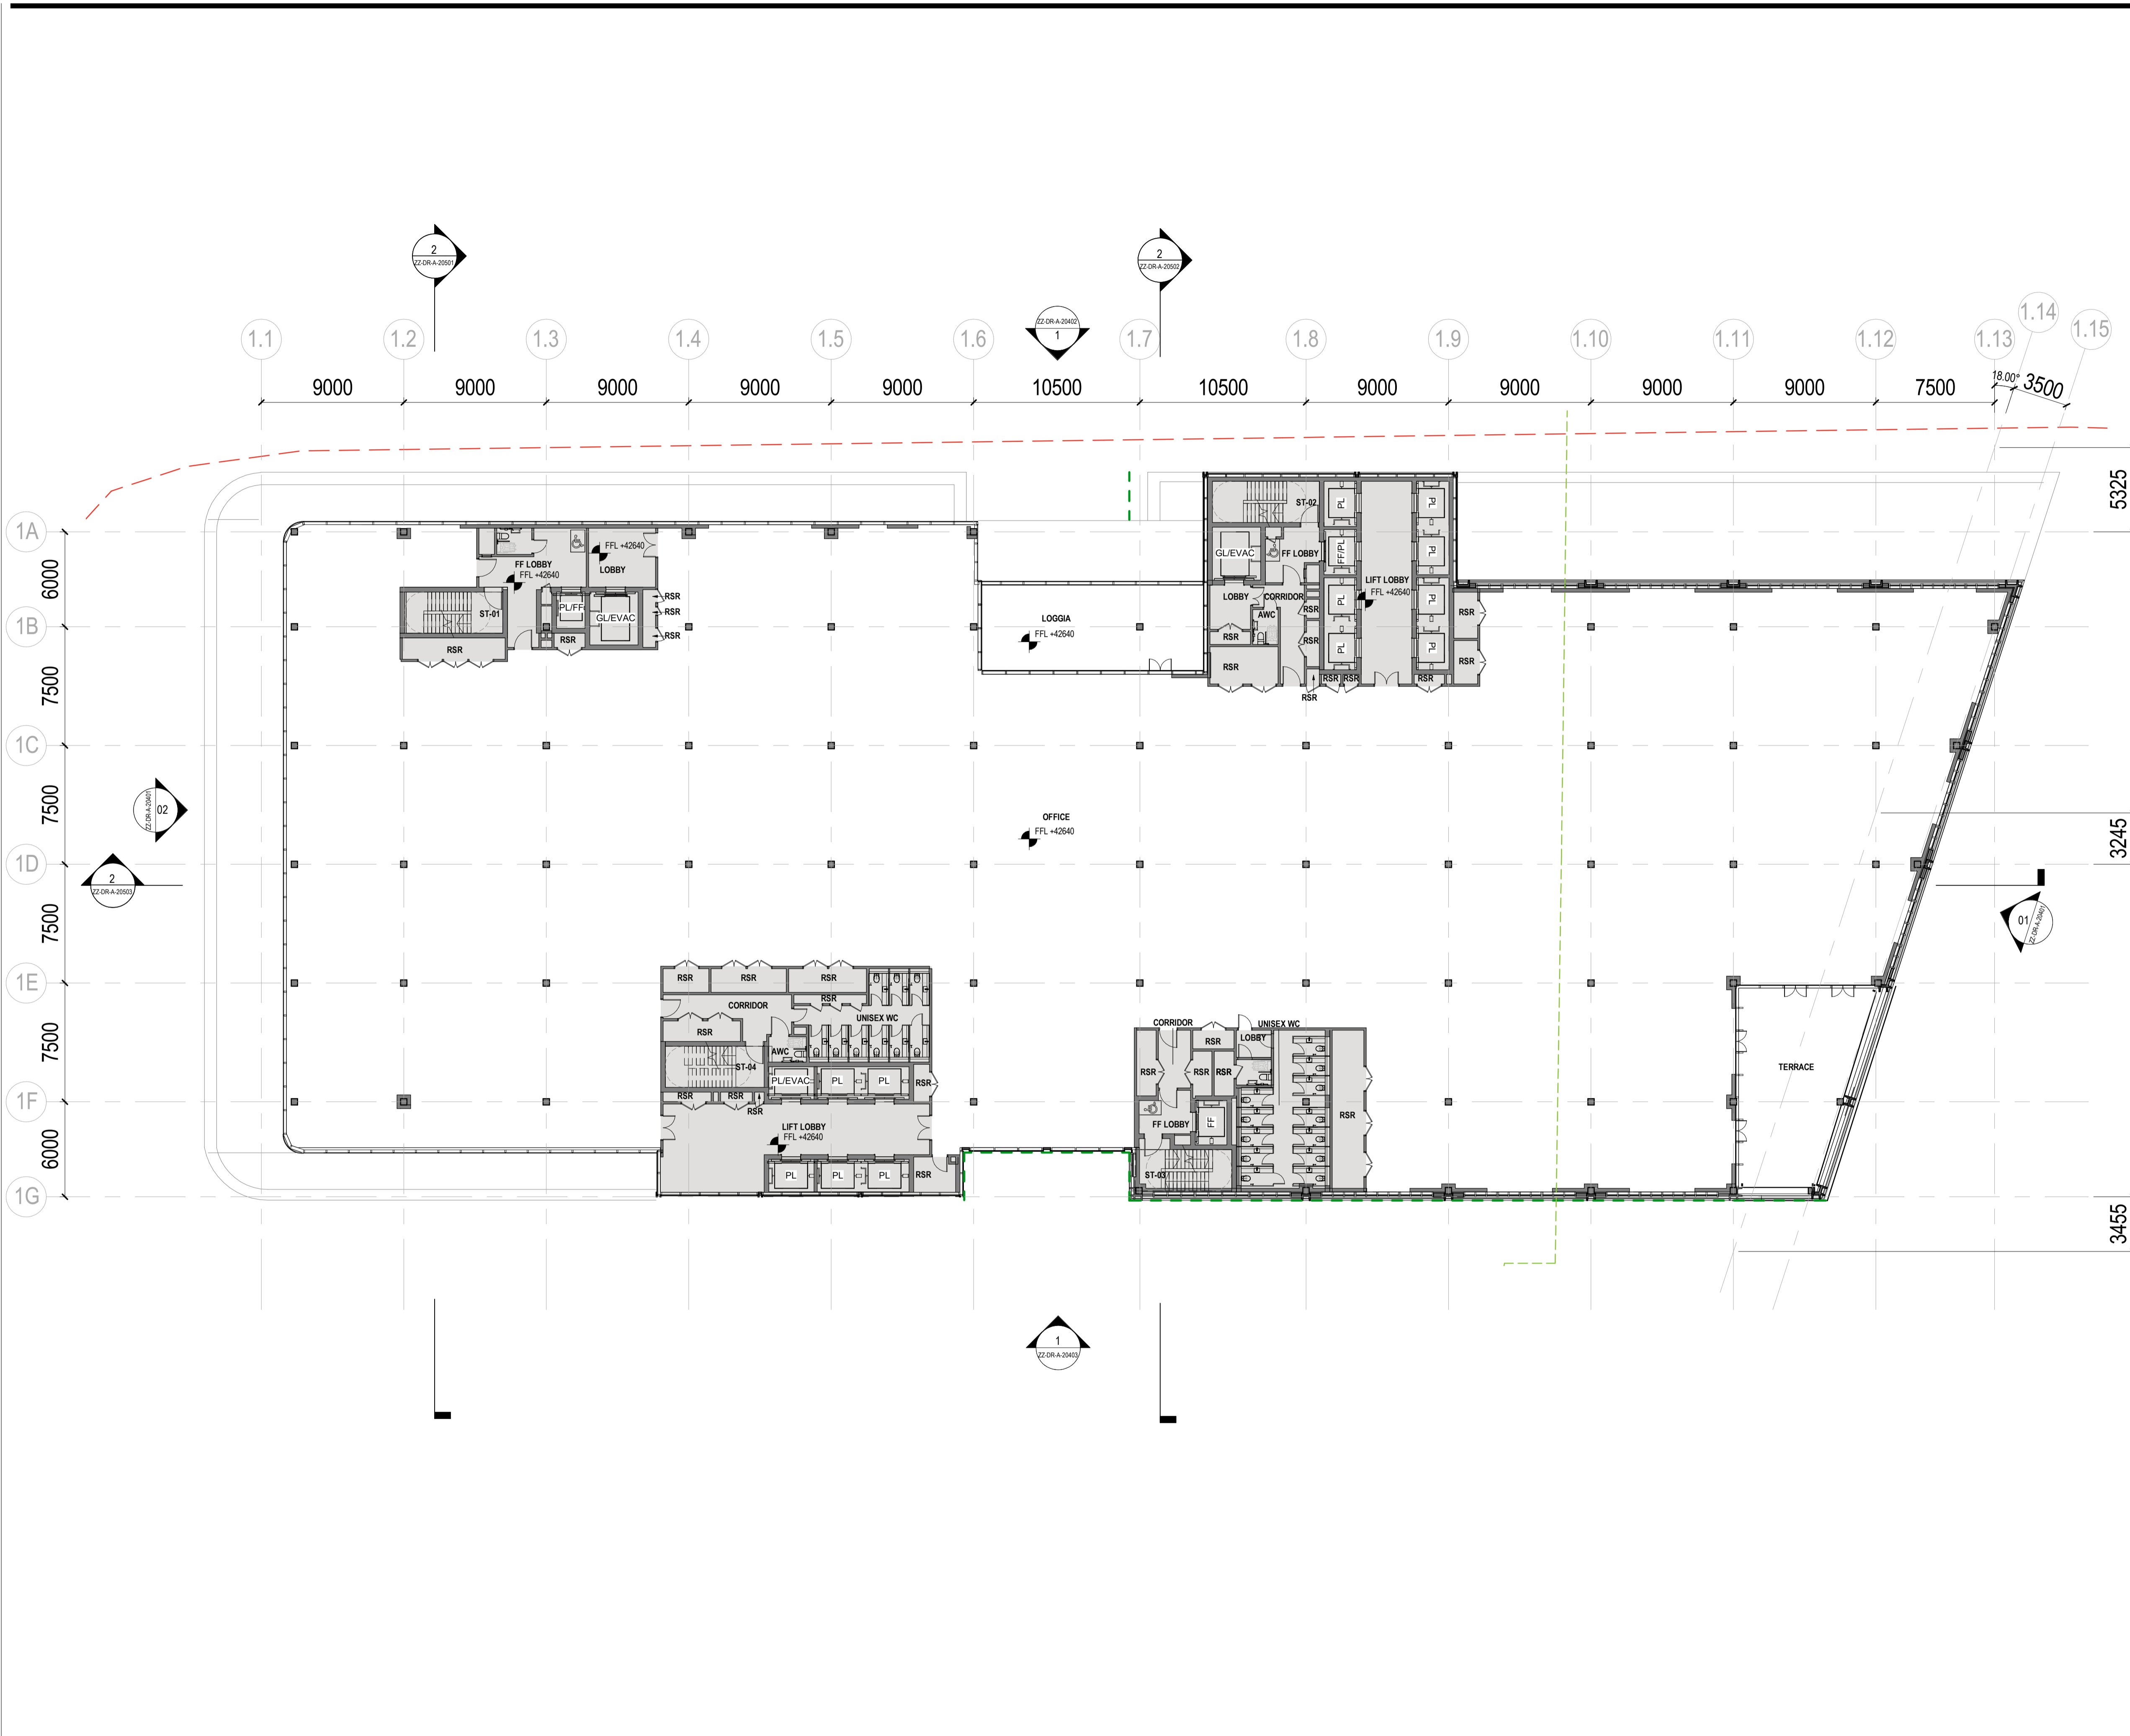 2
ZZ-DR-A-20501
2
ZZ-DR-A-20502
ZZ-DR-A-20402
1
1.1
1.2
1.3
1.4
1.5
1.6
1.7
1.8
1.9
1.10
1.11
1.12
1.13
1.14
1.15
9000
9000
9000
9000
9000
10500
10500
9000
9000
9000
9000
7500
18.00°
3500
5325
3245
3455
1A
6000
1B
7500
1C
7500
1D
7500
1E
7500
1F
6000
1G
02
ZZ-DR-A-20401
2
ZZ-DR-A-20503
01
ZZ-DR-A-20401
1
ZZ-DR-A-20403
FF LOBBY
FFL +42640
FFL +42640
LOBBY
ST-01
PL/FF
GL/EVAC
RSR
RSR
RSR
RSR
RSR
LOGGIA
FFL +42640
ST-02
PL
PL
GL/EVAC
FF LOBBY
FF/PL
PL
LIFT LOBBY
FFL +42640
LOBBY
CORRIDOR
PL
PL
AWC
RSR
RSR
RSR
PL
PL
RSR
RSR
RSR
RSR
RSR
RSR
RSR
RSR
OFFICE
FFL +42640
RSR
RSR
RSR
CORRIDOR
RSR
UNISEX WC
RSR
AWC
ST-04
PL/EVAC
PL
PL
RSR
RSR
RSR
RSR
LIFT LOBBY
FFL +42640
PL
PL
PL
RSR
CORRIDOR
UNISEX WC
RSR
LOBBY
RSR
RSR
RSR
FF LOBBY
FF
RSR
ST-03
TERRACE